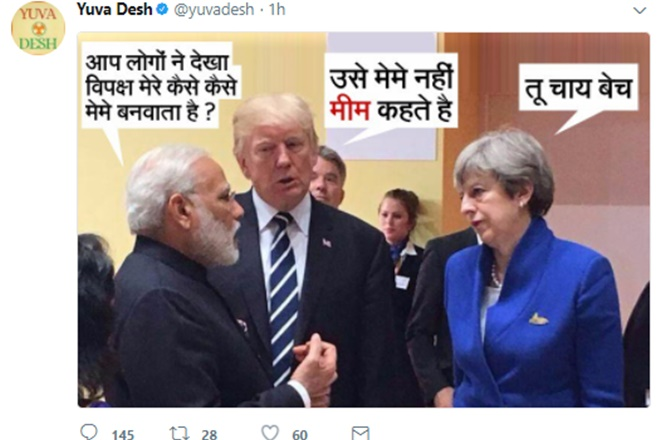 YUVA
DESH
Yuva Desh @yuvadesh · 1h
आप लोगों ने देखा
विपक्ष मेरे कैसे कैसे
मेमे बनवाता है ?
उसे मेमे नहीं
मीम कहते है
तू चाय बेच
145 28 60